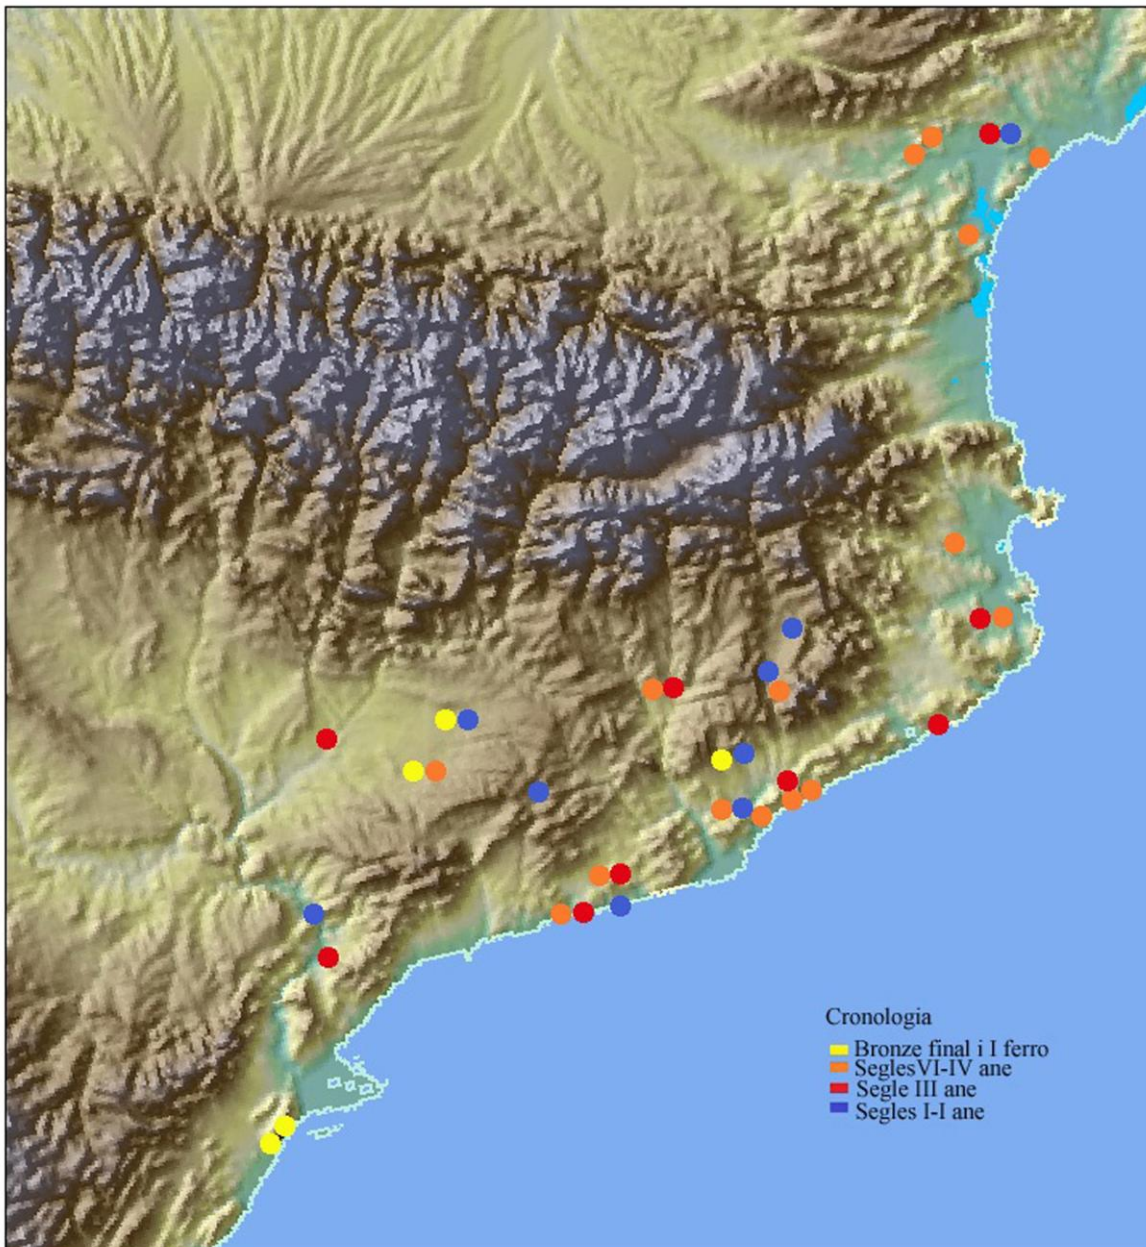 Cronologia
Bronze final i I ferro
SeglesVI-IV ane
Segle III ane
Segles I-I ane